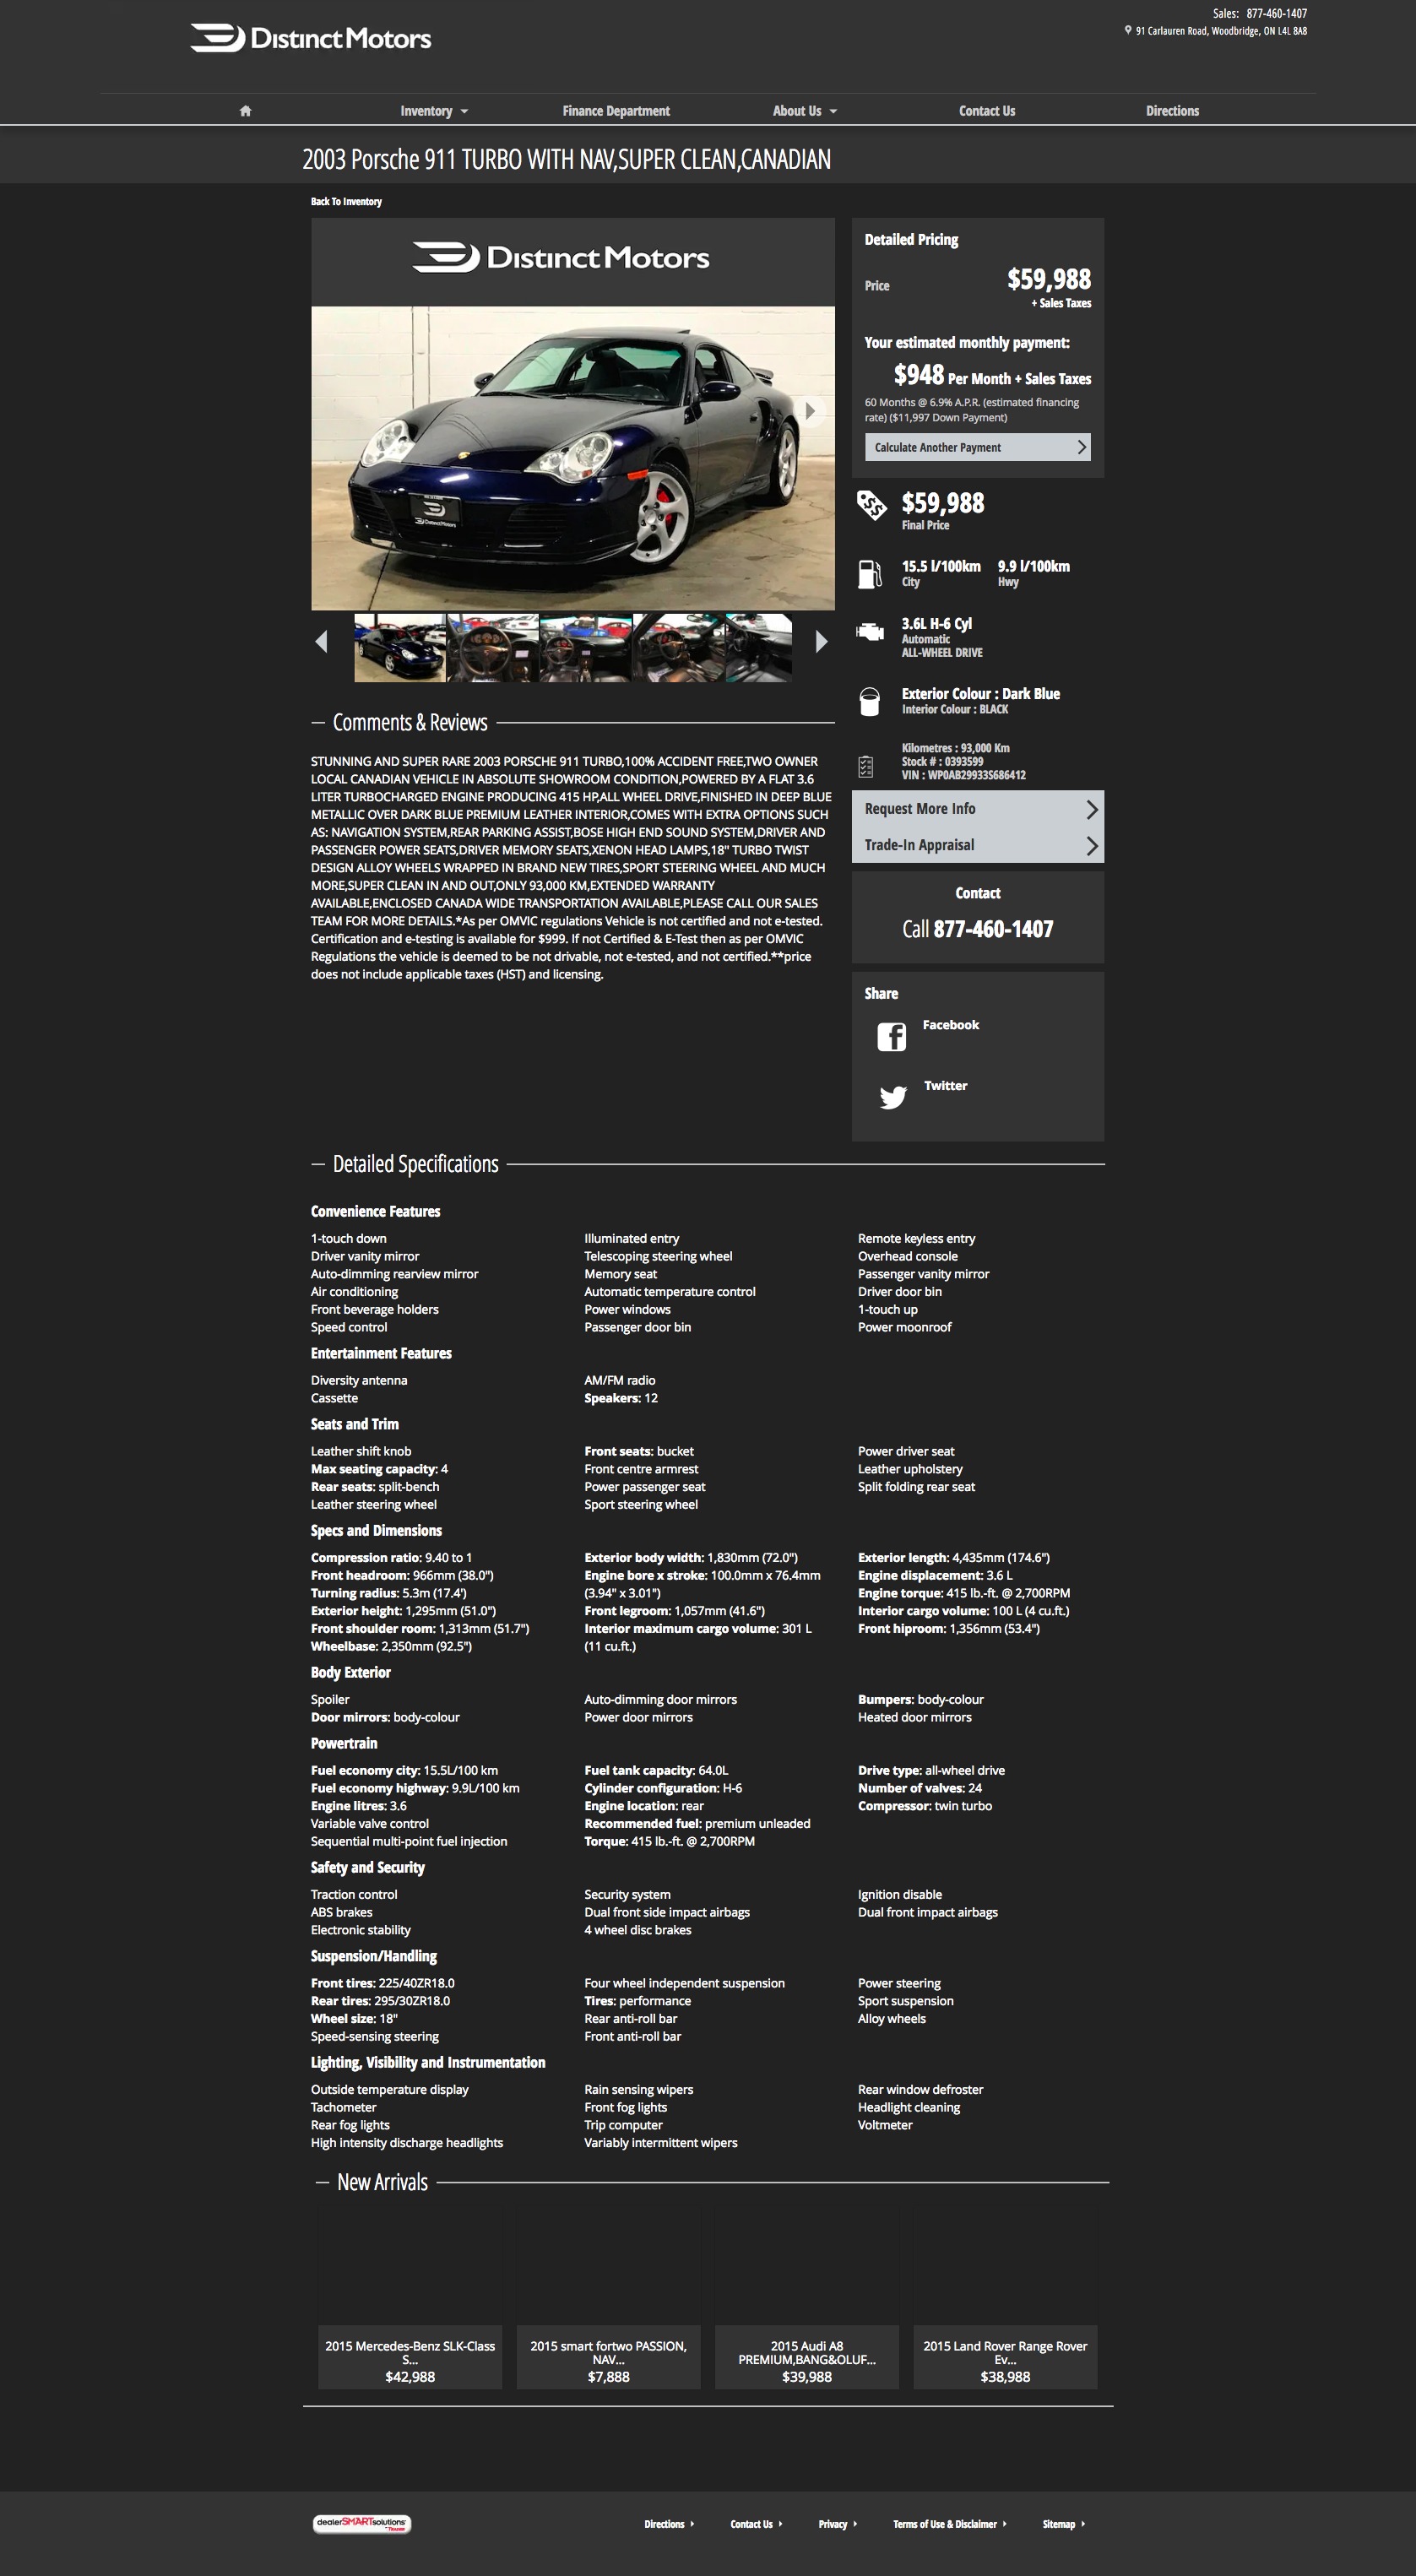 Distinct Motors
Sales: 877-460-1407
91 Carlauren Road, Woodbridge, ON L4L 8A8
Inventory
Finance Department
About Us
Contact Us
Directions
2003 Porsche 911 TURBO WITH NAV,SUPER CLEAN,CANADIAN
Back To Inventory
Distinct Motors
Distinct Motors
Comments & Reviews
STUNNING AND SUPER RARE 2003 PORSCHE 911 TURBO,100% ACCIDENT FREE,TWO OWNER
LOCAL CANADIAN VEHICLE IN ABSOLUTE SHOWROOM CONDITION,POWERED BY A FLAT 3.6
LITER TURBOCHARGED ENGINE PRODUCING 415 HP,ALL WHEEL DRIVE,FINISHED IN DEEP BLUE
METALLIC OVER DARK BLUE PREMIUM LEATHER INTERIOR,COMES WITH EXTRA OPTIONS SUCH
AS: NAVIGATION SYSTEM,REAR PARKING ASSIST,BOSE HIGH END SOUND SYSTEM,DRIVER AND
PASSENGER POWER SEATS,DRIVER MEMORY SEATS,XENON HEAD LAMPS,18" TURBO TWIST
DESIGN ALLOY WHEELS WRAPPED IN BRAND NEW TIRES,SPORT STEERING WHEEL AND MUCH
MORE,SUPER CLEAN IN AND OUT,ONLY 93,000 KM,EXTENDED WARRANTY
AVAILABLE,ENCLOSED CANADA WIDE TRANSPORTATION AVAILABLE,PLEASE CALL OUR SALES
TEAM FOR MORE DETAILS.*As per OMVIC regulations Vehicle is not certified and not e-tested.
Certification and e-testing is available for $999. If not Certified & E-Test then as per OMVIC
Regulations the vehicle is deemed to be not drivable, not e-tested, and not certified.**price
does not include applicable taxes (HST) and licensing.
Detailed Pricing
Price $59,988
+ Sales Taxes
Your estimated monthly payment:
$948 Per Month + Sales Taxes
60 Months @ 6.9% A.P.R. (estimated financing
rate) ($11,997 Down Payment)
Calculate Another Payment
$59,988
Final Price
15.5 l/100km 9.9 l/100km
City Hwy
3.6L H-6 Cyl
Automatic
ALL-WHEEL DRIVE
Exterior Colour : Dark Blue
Interior Colour : BLACK
Kilometres : 93,000 Km
Stock # : 0393599
VIN : WP0AB29933S686412
Request More Info
Trade-In Appraisal
Contact
Call 877-460-1407
Share
Facebook
Twitter
Detailed Specifications
Convenience Features
1-touch down Illuminated entry Remote keyless entry
Driver vanity mirror Telescoping steering wheel Overhead console
Auto-dimming rearview mirror Memory seat Passenger vanity mirror
Air conditioning Automatic temperature control Driver door bin
Front beverage holders Power windows 1-touch up
Speed control Passenger door bin Power moonroof
Entertainment Features
Diversity antenna AM/FM radio
Cassette Speakers: 12
Seats and Trim
Leather shift knob Front seats: bucket Power driver seat
Max seating capacity: 4 Front centre armrest Leather upholstery
Rear seats: split-bench Power passenger seat Split folding rear seat
Leather steering wheel Sport steering wheel
Specs and Dimensions
Compression ratio: 9.40 to 1 Exterior body width: 1,830mm (72.0") Exterior length: 4,435mm (174.6")
Front headroom: 966mm (38.0") Engine bore x stroke: 100.0mm x 76.4mm Engine displacement: 3.6 L
Turning radius: 5.3m (17.4') (3.94" x 3.01") Engine torque: 415 lb.-ft. @ 2,700RPM
Exterior height: 1,295mm (51.0") Front legroom: 1,057mm (41.6") Interior cargo volume: 100 L (4 cu.ft.)
Front shoulder room: 1,313mm (51.7") Interior maximum cargo volume: 301 L Front hiproom: 1,356mm (53.4")
Wheelbase: 2,350mm (92.5") (11 cu.ft.)
Body Exterior
Spoiler Auto-dimming door mirrors Bumpers: body-colour
Door mirrors: body-colour Power door mirrors Heated door mirrors
Powertrain
Fuel economy city: 15.5L/100 km Fuel tank capacity: 64.0L Drive type: all-wheel drive
Fuel economy highway: 9.9L/100 km Cylinder configuration: H-6 Number of valves: 24
Engine litres: 3.6 Engine location: rear Compressor: twin turbo
Variable valve control Recommended fuel: premium unleaded
Sequential multi-point fuel injection Torque: 415 lb.-ft. @ 2,700RPM
Safety and Security
Traction control Security system Ignition disable
ABS brakes Dual front side impact airbags Dual front impact airbags
Electronic stability 4 wheel disc brakes
Suspension/Handling
Front tires: 225/40ZR18.0 Four wheel independent suspension Power steering
Rear tires: 295/30ZR18.0 Tires: performance Sport suspension
Wheel size: 18" Rear anti-roll bar Alloy wheels
Speed-sensing steering Front anti-roll bar
Lighting, Visibility and Instrumentation
Outside temperature display Rain sensing wipers Rear window defroster
Tachometer Front fog lights Headlight cleaning
Rear fog lights Trip computer Voltmeter
High intensity discharge headlights Variably intermittent wipers
New Arrivals
2015 Mercedes-Benz SLK-Class
S...
$42,988
2015 smart fortwo PASSION,
NAV...
$7,888
2015 Audi A8
PREMIUM,BANG&OLUF...
$39,988
2015 Land Rover Range Rover
Ev...
$38,988
dealerSMARTsolutions
Directions
Contact Us
Privacy
Terms of Use & Disclaimer
Sitemap